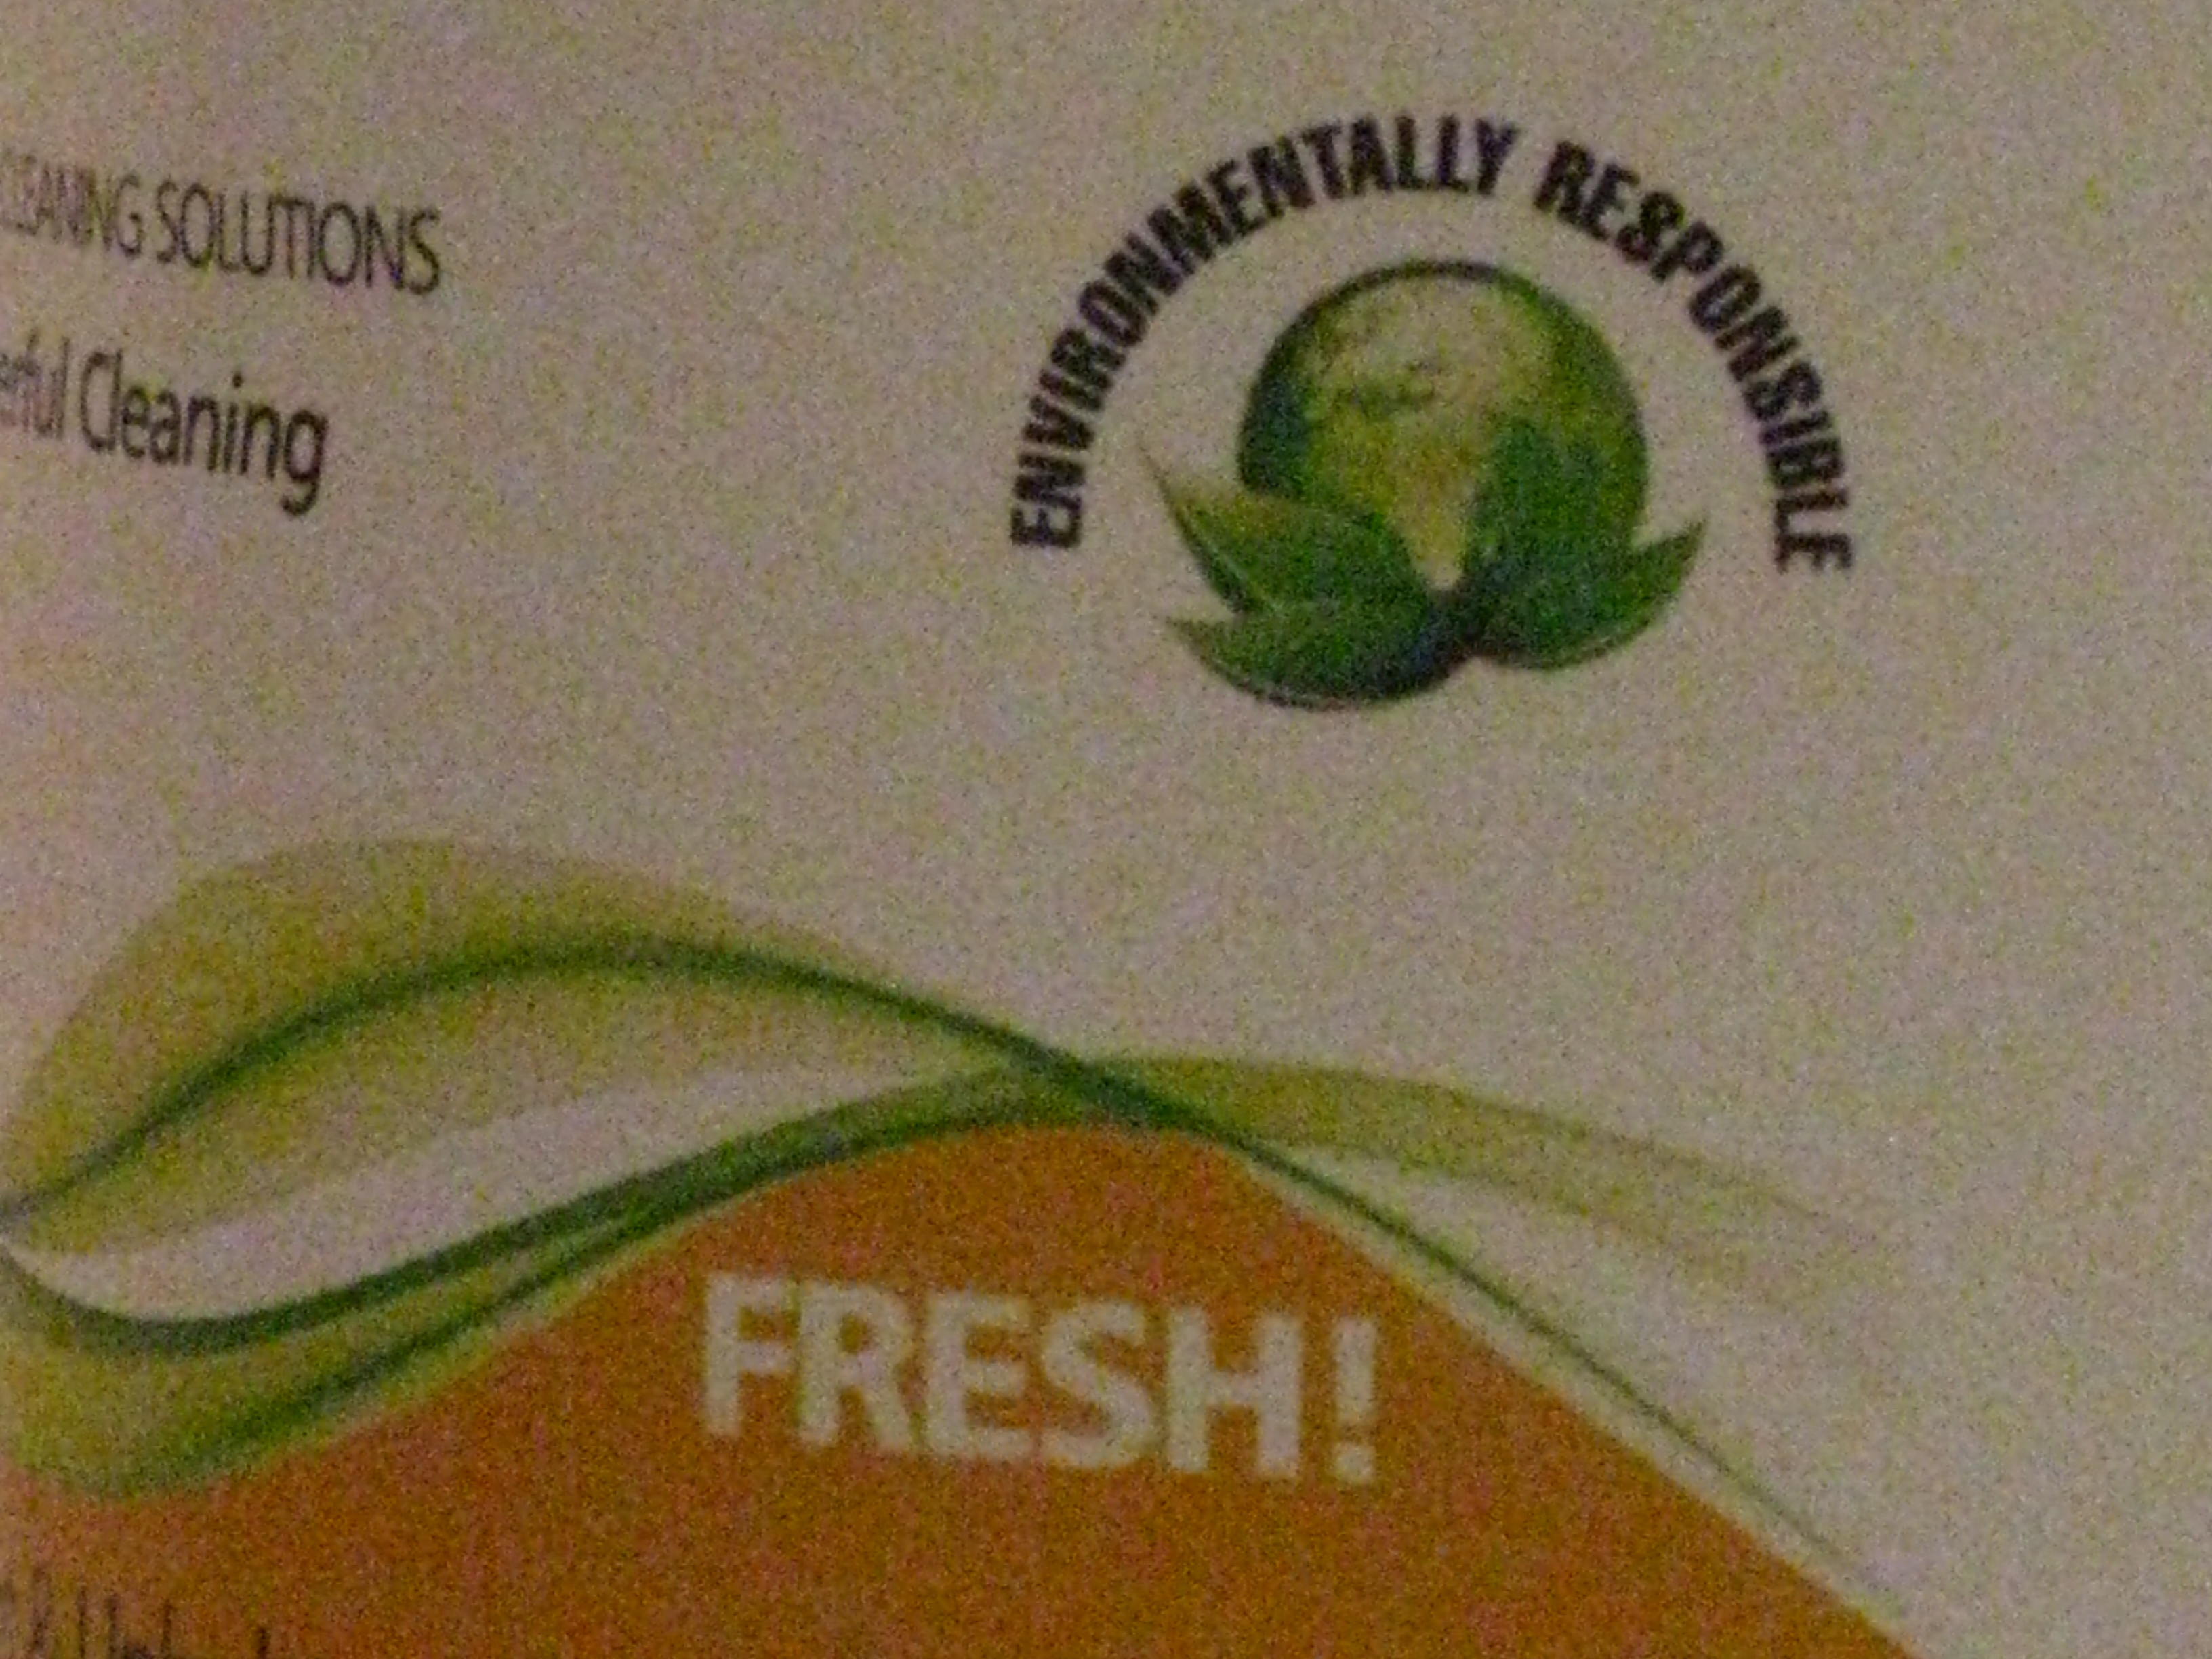 CLEANING SOLUTIONS
Cleaning
ENVIRONMENTALLY RESPONSIBLE
FRESH!